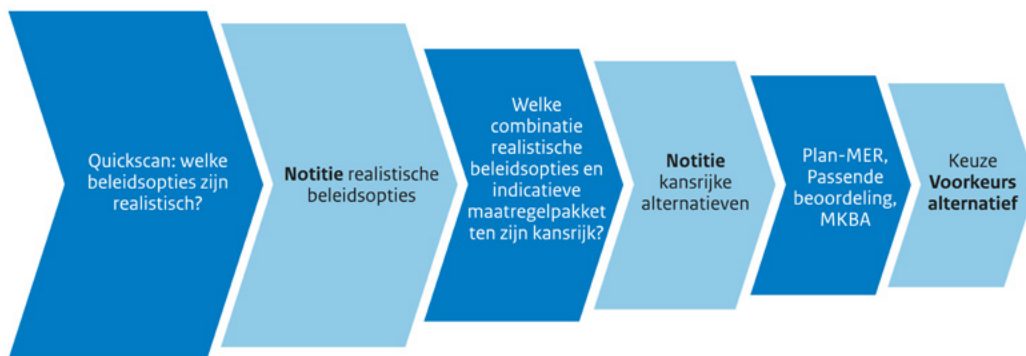 Quickscan: welke
beleidsopties zijn
realistisch?
Notitie realistische
beleidsopties
Welke
combinatie
realistische
beleidsopties en
indicatieve
maatregelpakket
ten zijn kansrijk?
Notitie
kansrijke
alternatieven
Plan-MER,
Passende
beoordeling,
MKBA
Keuze
Voorkeurs
alternatief